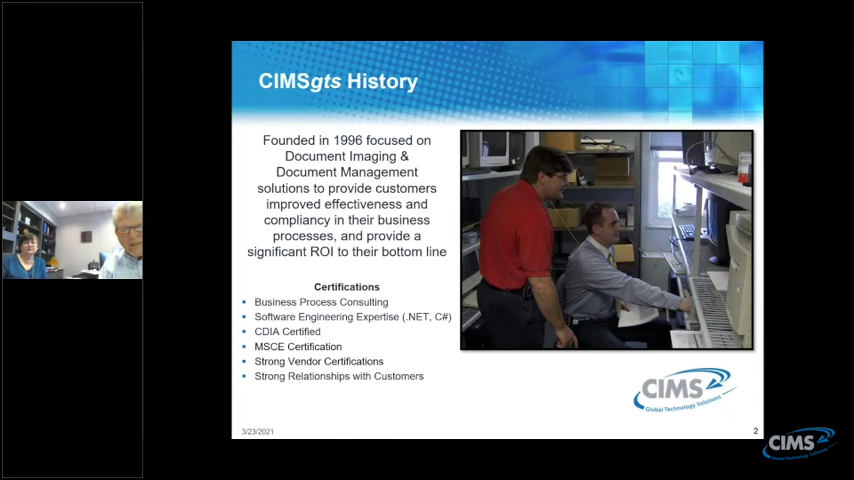 CIMSgts History
Founded in 1996 focused on
Document Imaging &
Document Management
solutions to provide customers
improved effectiveness and
compliancy in their business
processes, and provide a
significant ROI to their bottom line
Certifications
▪ Business Process Consulting
▪ Software Engineering Expertise (.NET, C#)
▪ CDIA Certified
▪ MSCE Certification
▪ Strong Vendor Certifications
▪ Strong Relationships with Customers
CIMS
Global Technology Solutions
3/23/2021
2
CIMS
Global Technology Solutions